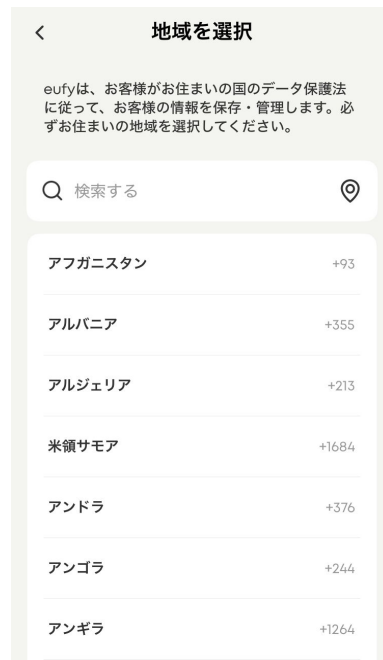 地域を選択
eufyは、お客様がお住まいの国のデータ保護法
に従って、お客様の情報を保存・管理します。必
ずお住まいの地域を選択してください。
検索する
アフガニスタン +93
アルバニア +355
アルジェリア +213
米領サモア +1684
アンドラ +376
アンゴラ +244
アンギラ +1264